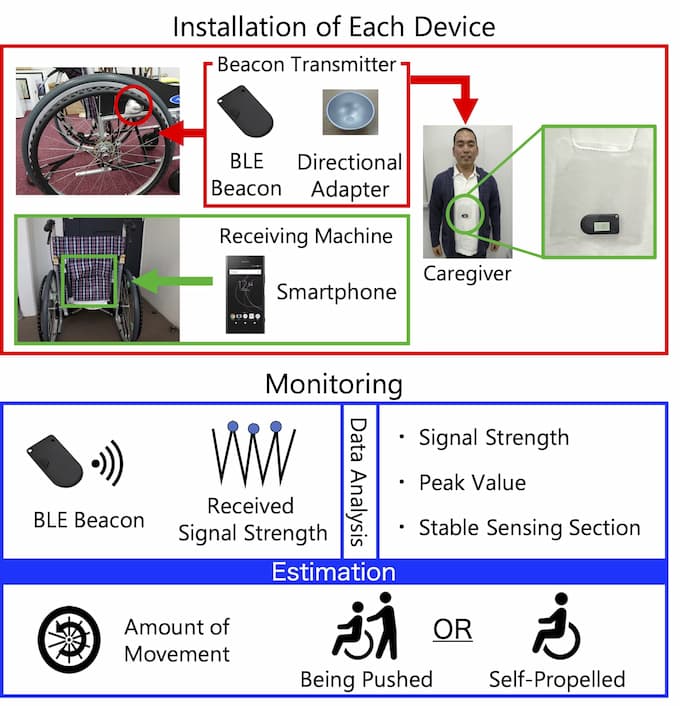 Installation of Each Device
Beacon Transmitter
BLE
Beacon
Directional
Adapter
Caregiver
Receiving Machine
Smartphone
Monitoring
BLE Beacon
Received
Signal Strength
Data Analysis
・ Signal Strength
・ Peak Value
・ Stable Sensing Section
Estimation
Amount of
Movement
Being Pushed
OR
Self-Propelled